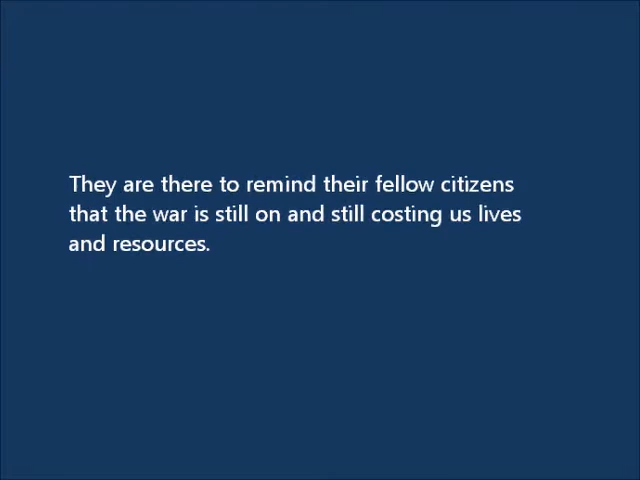 They are there to remind their fellow citizens
that the war is still on and still costing us lives
and resources.